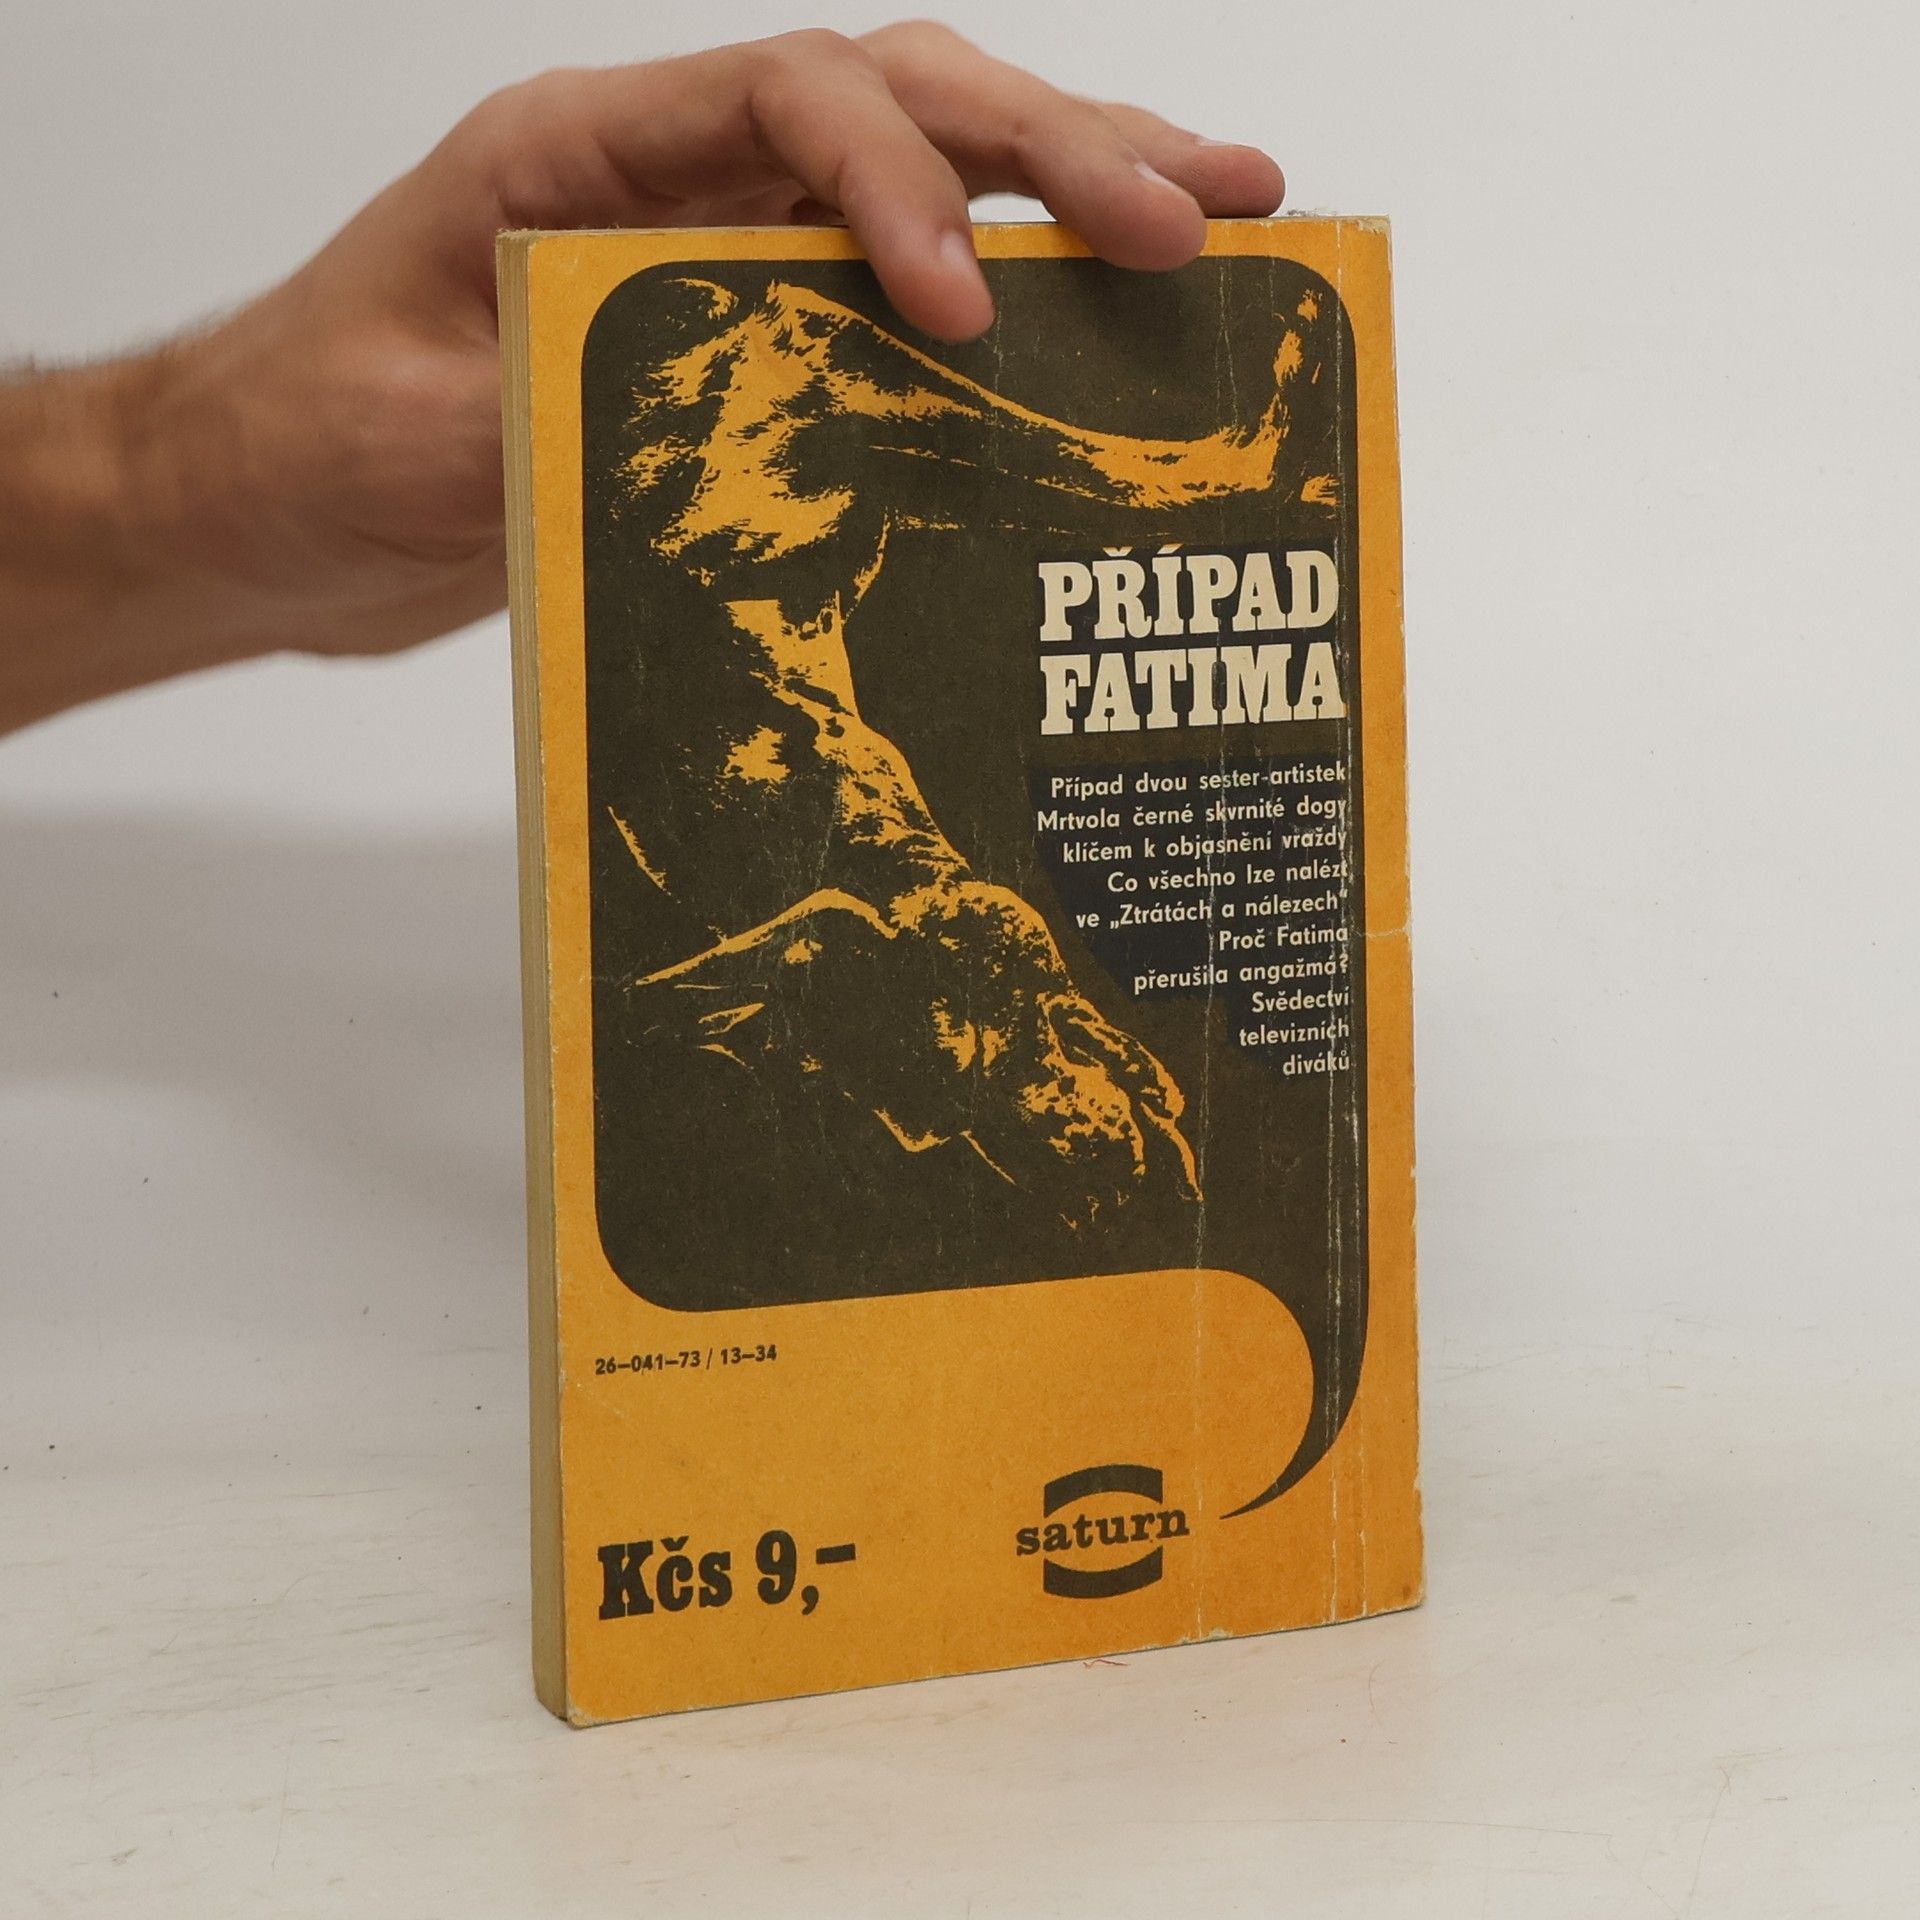 PŘÍPAD
FATIMA
Případ dvou sester-artistek
Mrtvola černé skvrnité dogy
klíčem k objasnění vraždy
Co všechno lze nalézt
ve „Ztrátách a nálezech“
Proč Fatima
přerušila angažmá?
Svědectví
televizních
diváků
26–041–73 / 13–34
saturn
Kčs 9,–